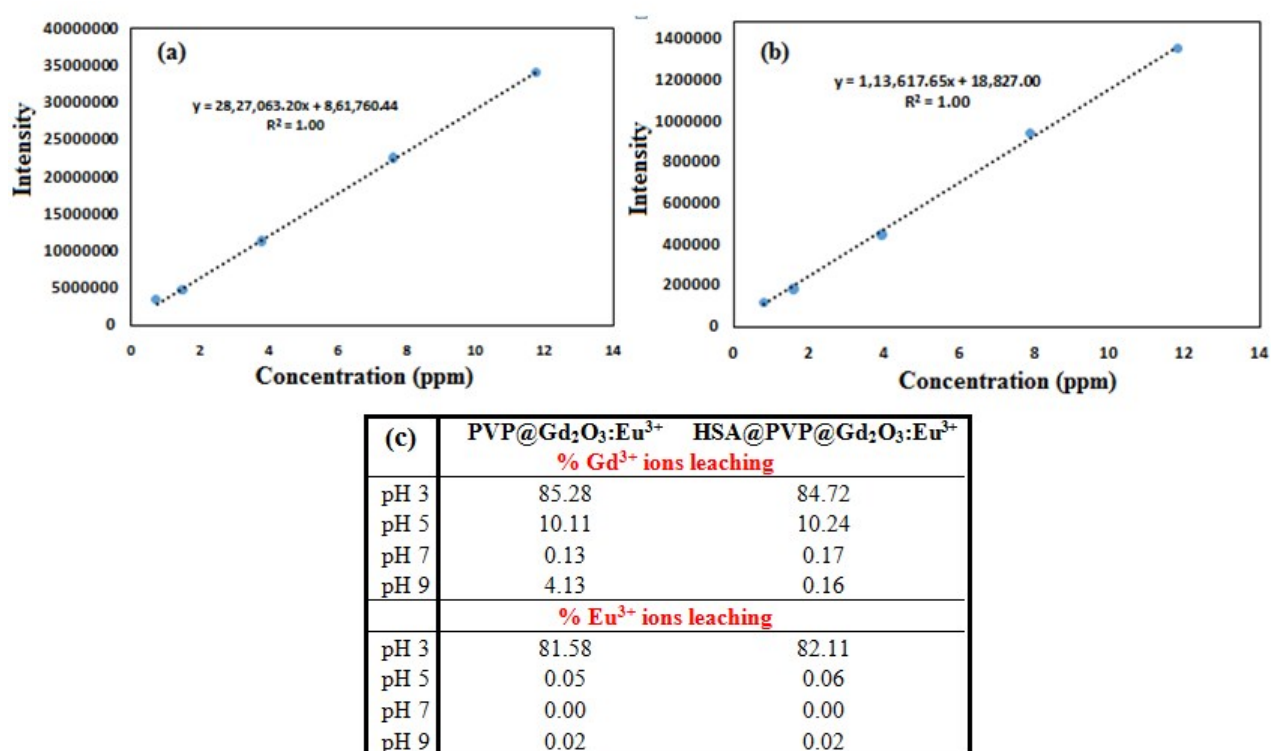 (a)
y = 28,27,063.20x + 8,61,760.44
R² = 1.00
Intensity
40000000
35000000
30000000
25000000
20000000
15000000
10000000
5000000
0
0 2 4 6 8 10 12 14
Concentration (ppm)
(b)
y = 1,13,617.65x + 18,827.00
R² = 1.00
Intensity
1400000
1200000
1000000
800000
600000
400000
200000
0
0 2 4 6 8 10 12 14
Concentration (ppm)
(c) PVP@Gd₂O₃:Eu³⁺ HSA@PVP@Gd₂O₃:Eu³⁺
% Gd³⁺ ions leaching
pH 3 85.28 84.72
pH 5 10.11 10.24
pH 7 0.13 0.17
pH 9 4.13 0.16
% Eu³⁺ ions leaching
pH 3 81.58 82.11
pH 5 0.05 0.06
pH 7 0.00 0.00
pH 9 0.02 0.02